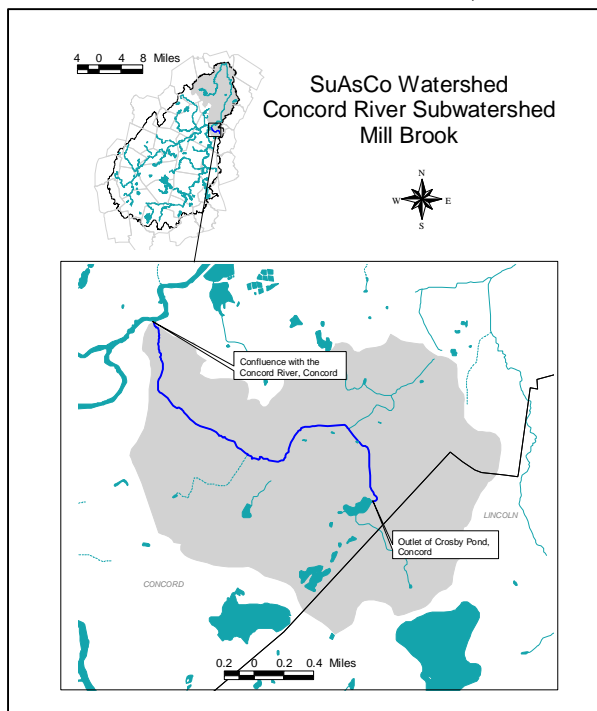 4 0 4 8 Miles
SuAsCo Watershed
Concord River Subwatershed
Mill Brook
N
W E
S
Confluence with the
Concord River, Concord
LINCOLN
Outlet of Crosby Pond,
Concord
CONCORD
0.2 0 0.2 0.4 Miles